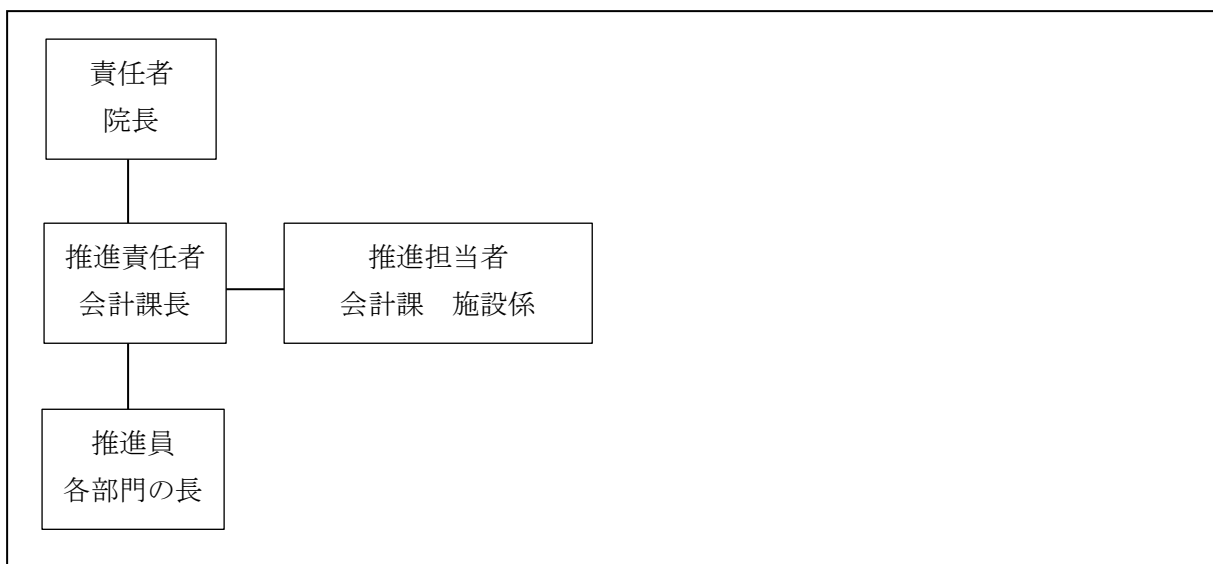 責任者
院長
推進責任者
会計課長
推進担当者
会計課　施設係
推進員
各部門の長